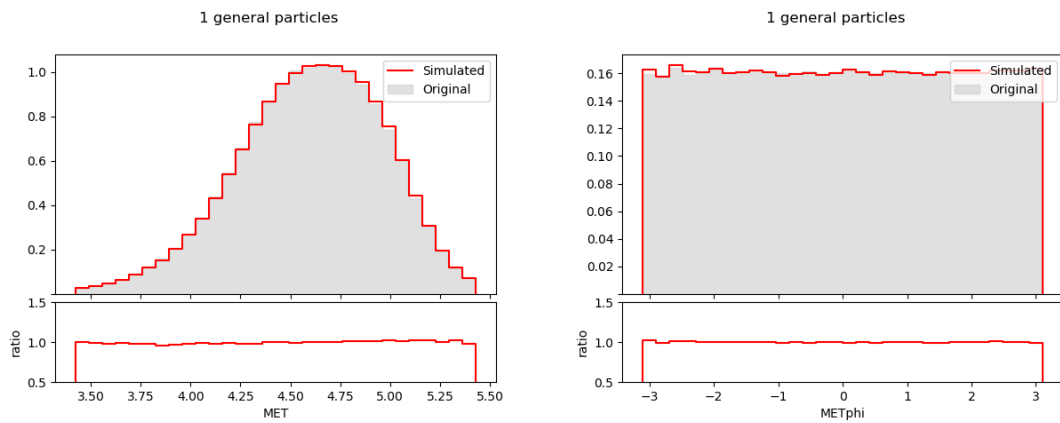 1 general particles
1.0
0.8
0.6
0.4
0.2
Simulated
Original
1.5
1.0
0.5
ratio
3.50 3.75 4.00 4.25 4.50 4.75 5.00 5.25 5.50
MET
1 general particles
0.16
0.14
0.12
0.10
0.08
0.06
0.04
0.02
Simulated
Original
1.5
1.0
0.5
ratio
−3 −2 −1 0 1 2 3
METphi